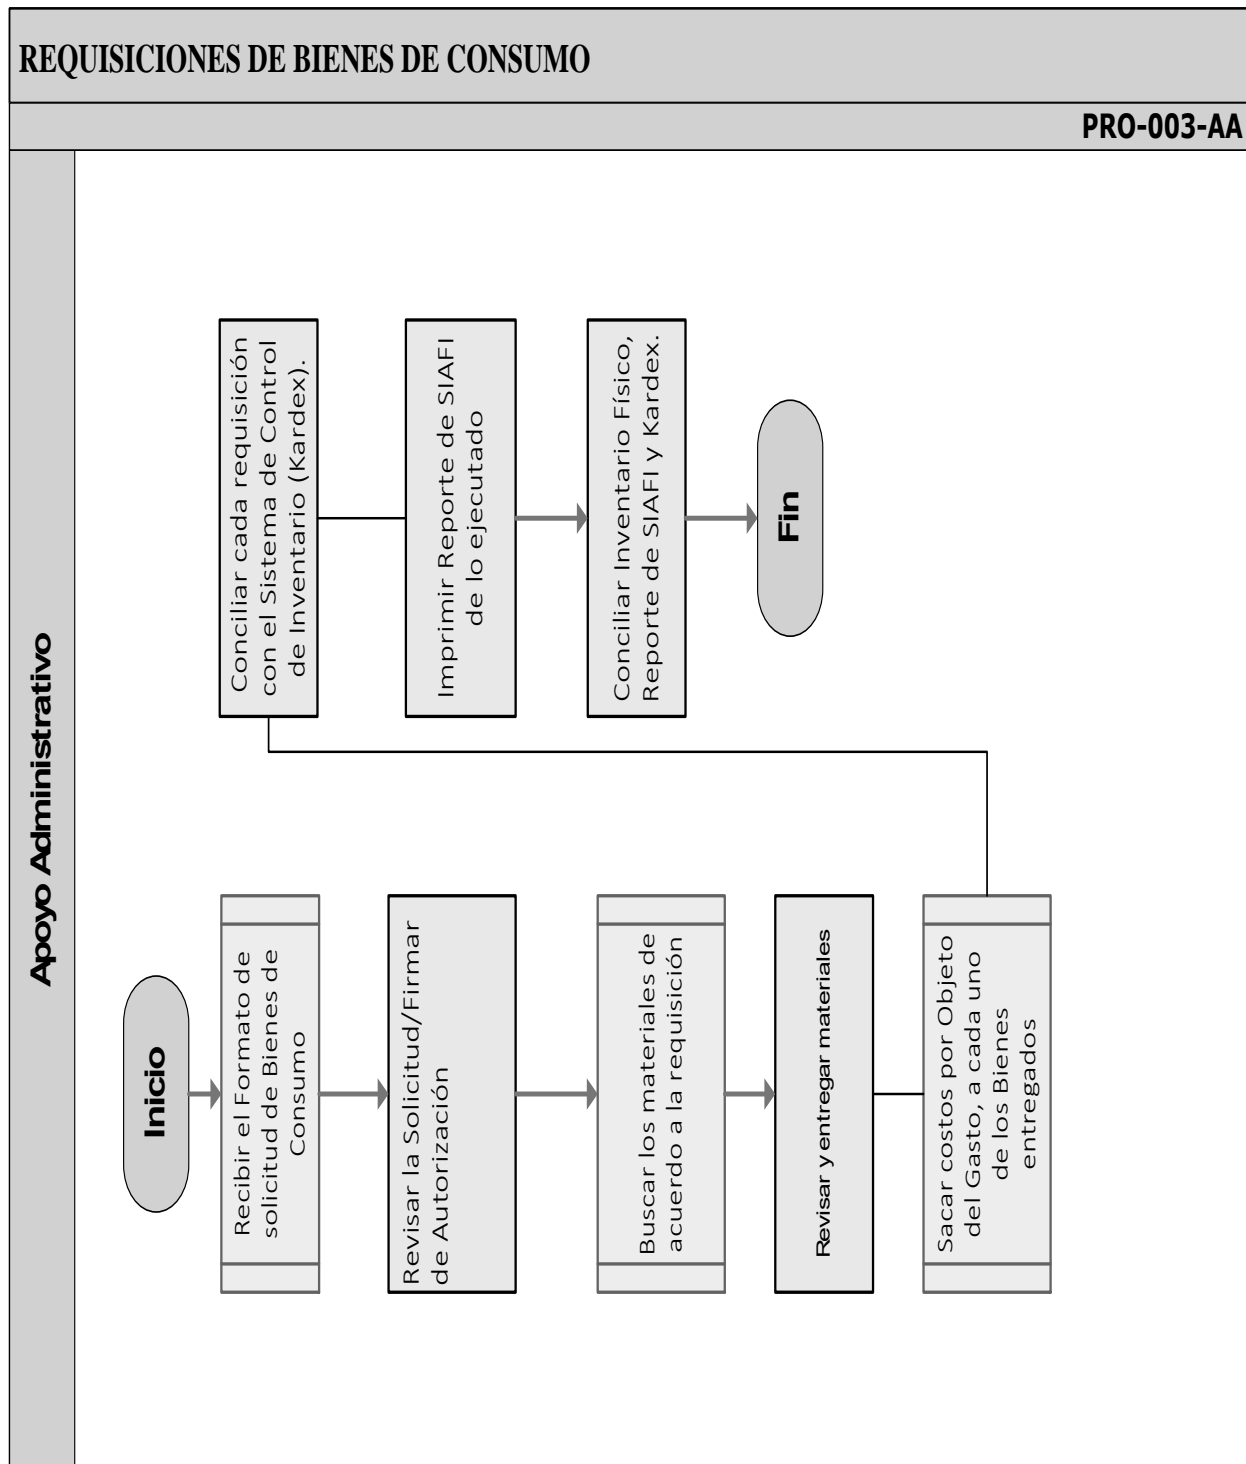 REQUISICIONES DE BIENES DE CONSUMO
PRO-003-AA
Apoyo Administrativo
Inicio
Recibir el Formato de
solicitud de Bienes de
Consumo
Revisar la Solicitud/Firmar
de Autorización
Buscar los materiales de
acuerdo a la requisición
Revisar y entregar materiales
Sacar costos por Objeto
del Gasto, a cada uno
de los Bienes
entregados
Conciliar cada requisición
con el Sistema de Control
de Inventario (Kardex).
Imprimir Reporte de SIAFI
de lo ejecutado
Conciliar Inventario Físico,
Reporte de SIAFI y Kardex.
Fin